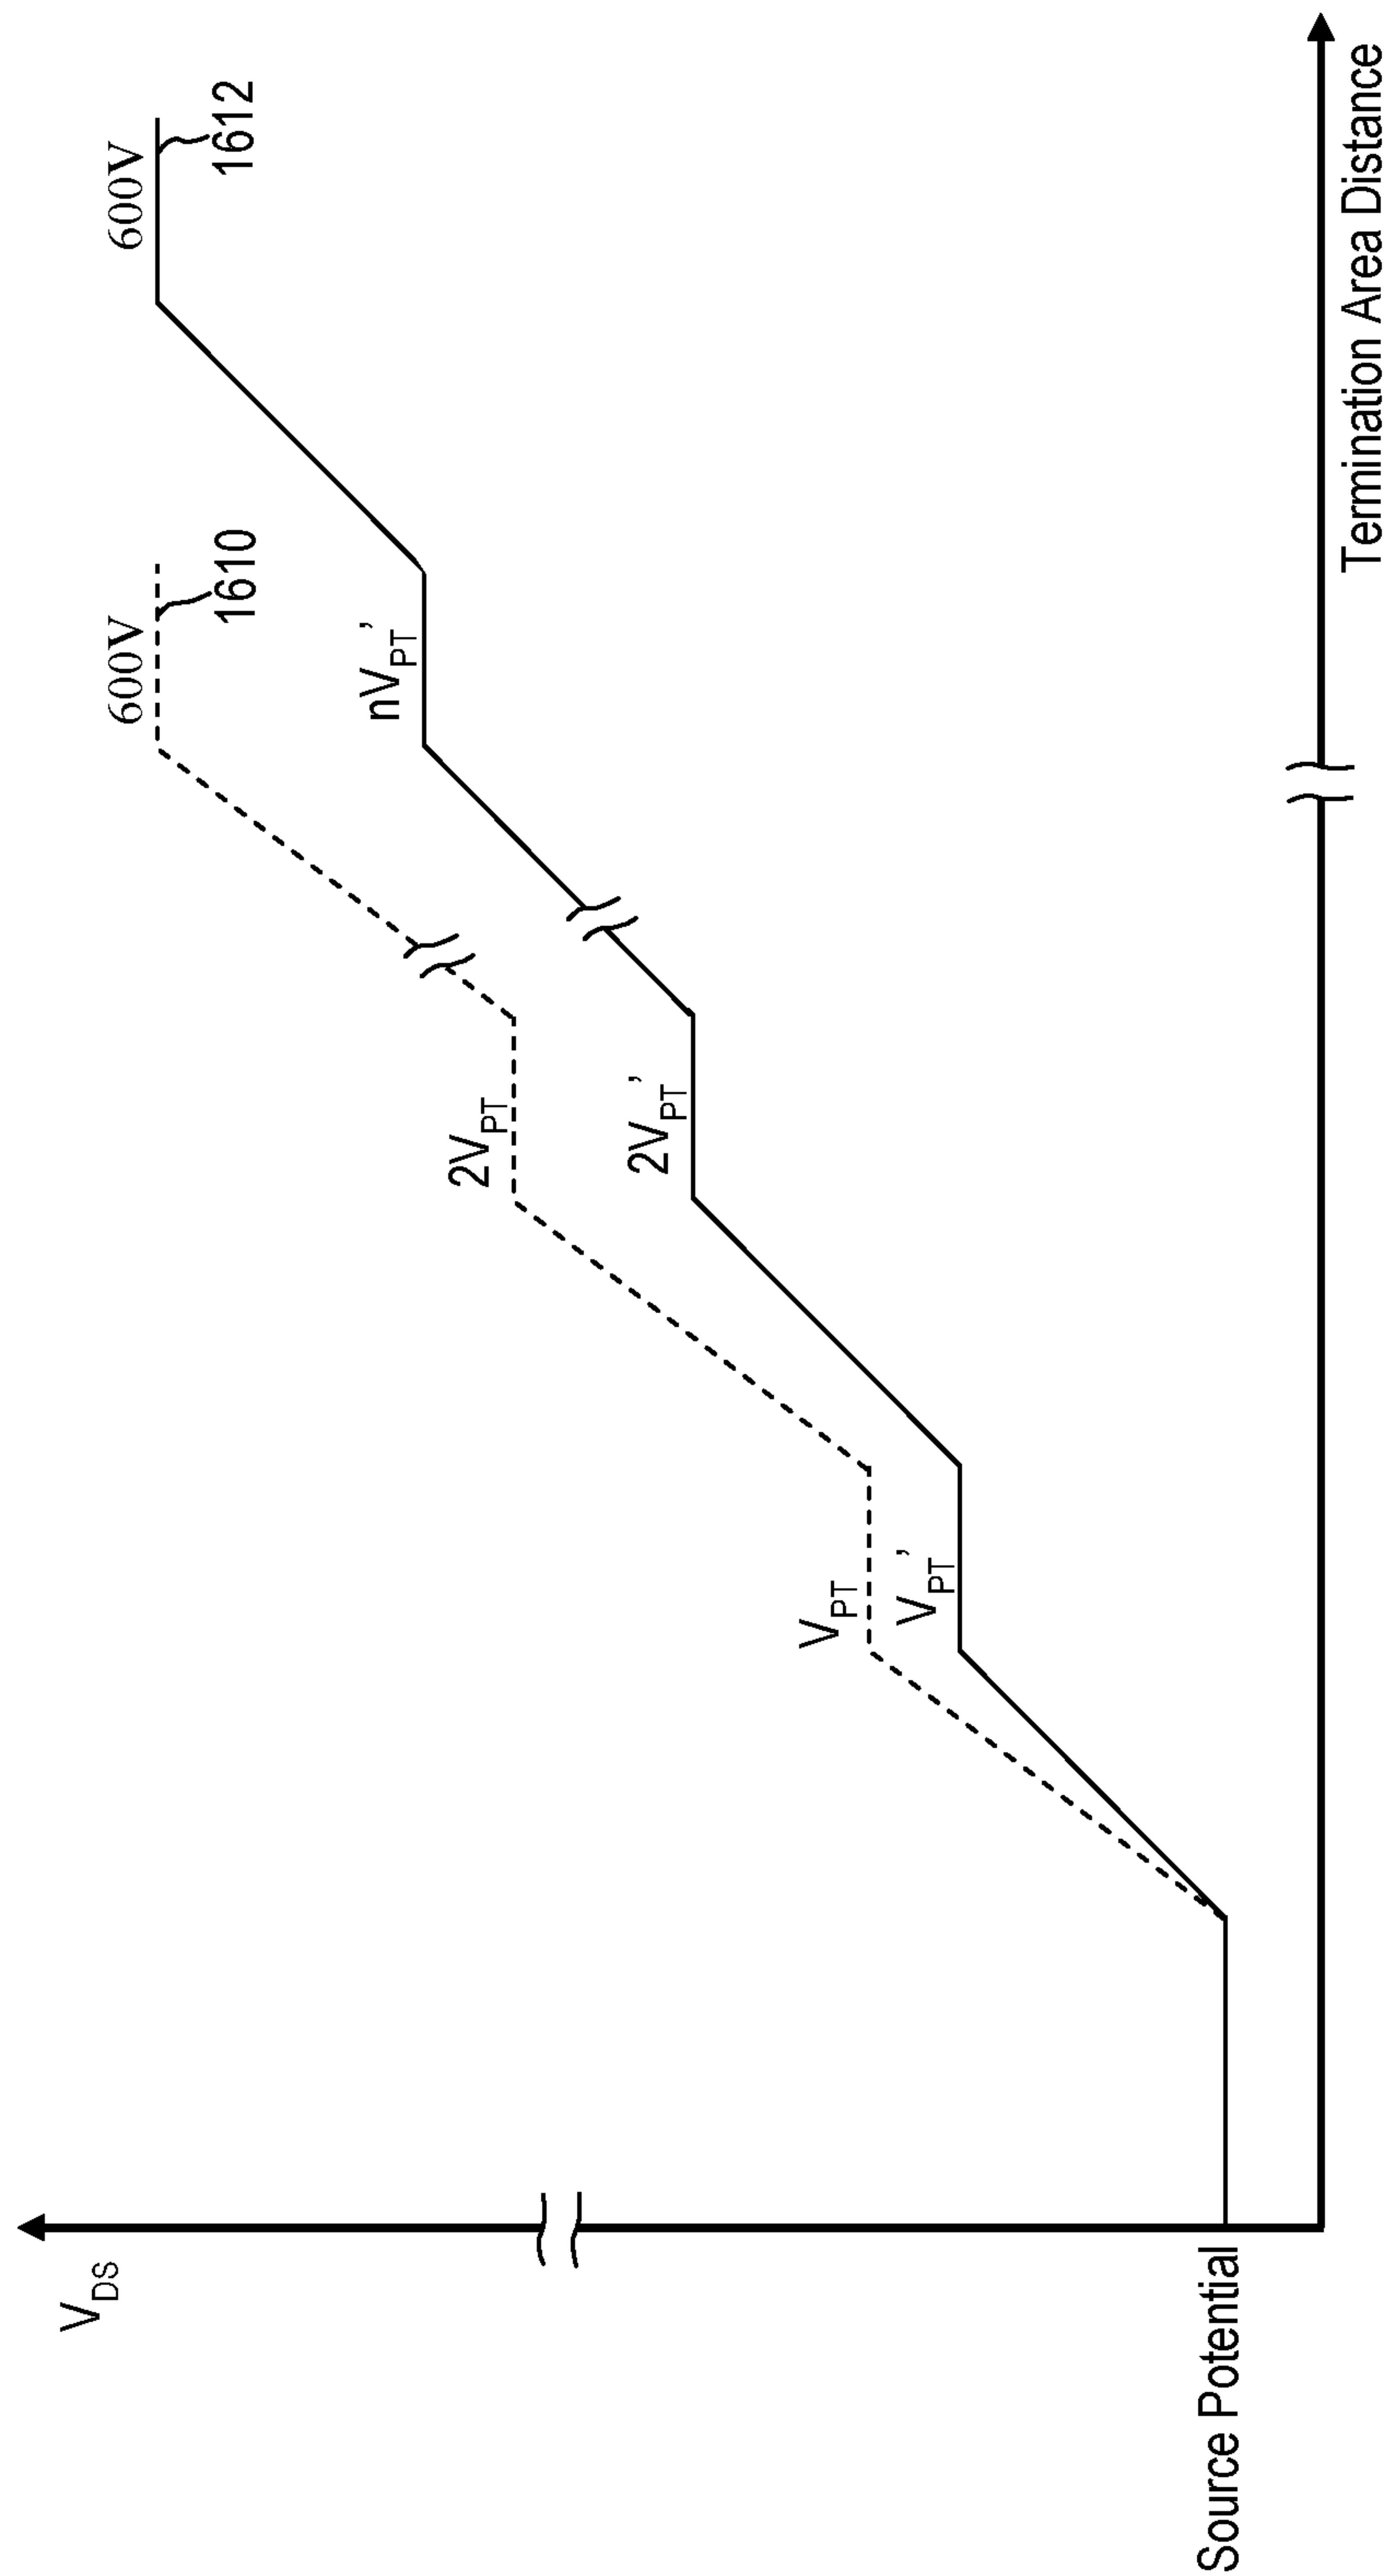 V_DS
600V
1610
600V
1612
nV_PT’
2V_PT
2V_PT’
V_PT
V_PT’
Source Potential
Termination Area Distance